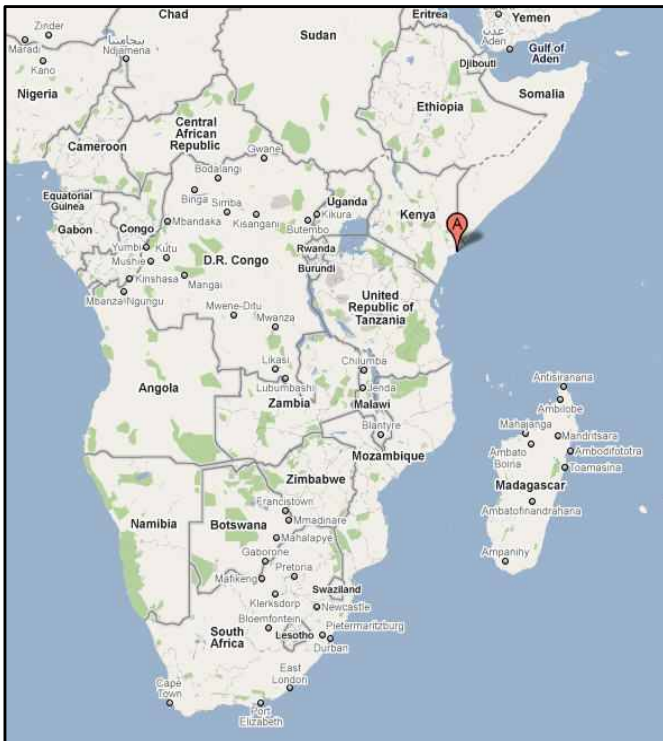 Chad
Eritrea
Yemen
Zinder
Maradi
Ndjamena
انجامينا
Sudan
عدن
Aden
Gulf of
Aden
Kano
Djibouti
Nigeria
Ethiopia
Somalia
Central
African
Republic
Cameroon
Gwane
Bodalangi
Equatorial
Guinea
Binga
Simba
Uganda
Kikura
Kenya
A
Gabon
Congo
Mbandaka
Kisangani
Butembo
Yumbi
Kutu
Mushie
D.R. Congo
Rwanda
Burundi
Kinshasa
Mangai
Mbanza-Ngungu
United
Republic of
Tanzania
Mwene-Ditu
Mwanza
Likasi
Chilumba
Antsiranana
Angola
Lubumbashi
Jenda
Ambilobe
Zambia
Malawi
Blantyre
Mahajanga
Mandritsara
Mozambique
Ambato
Boina
Ambodifototra
Toamasina
Zimbabwe
Madagascar
Francistown
Namibia
Botswana
Mmadinare
Ambatofinandrahana
Mahalapye
Gaborone
Pretoria
Ampanihy
Mafikeng
Swaziland
Klerksdorp
Newcastle
Bloemfontein
Pietermaritzburg
South
Africa
Lesotho
Durban
East
London
Cape
Town
Port
Elizabeth